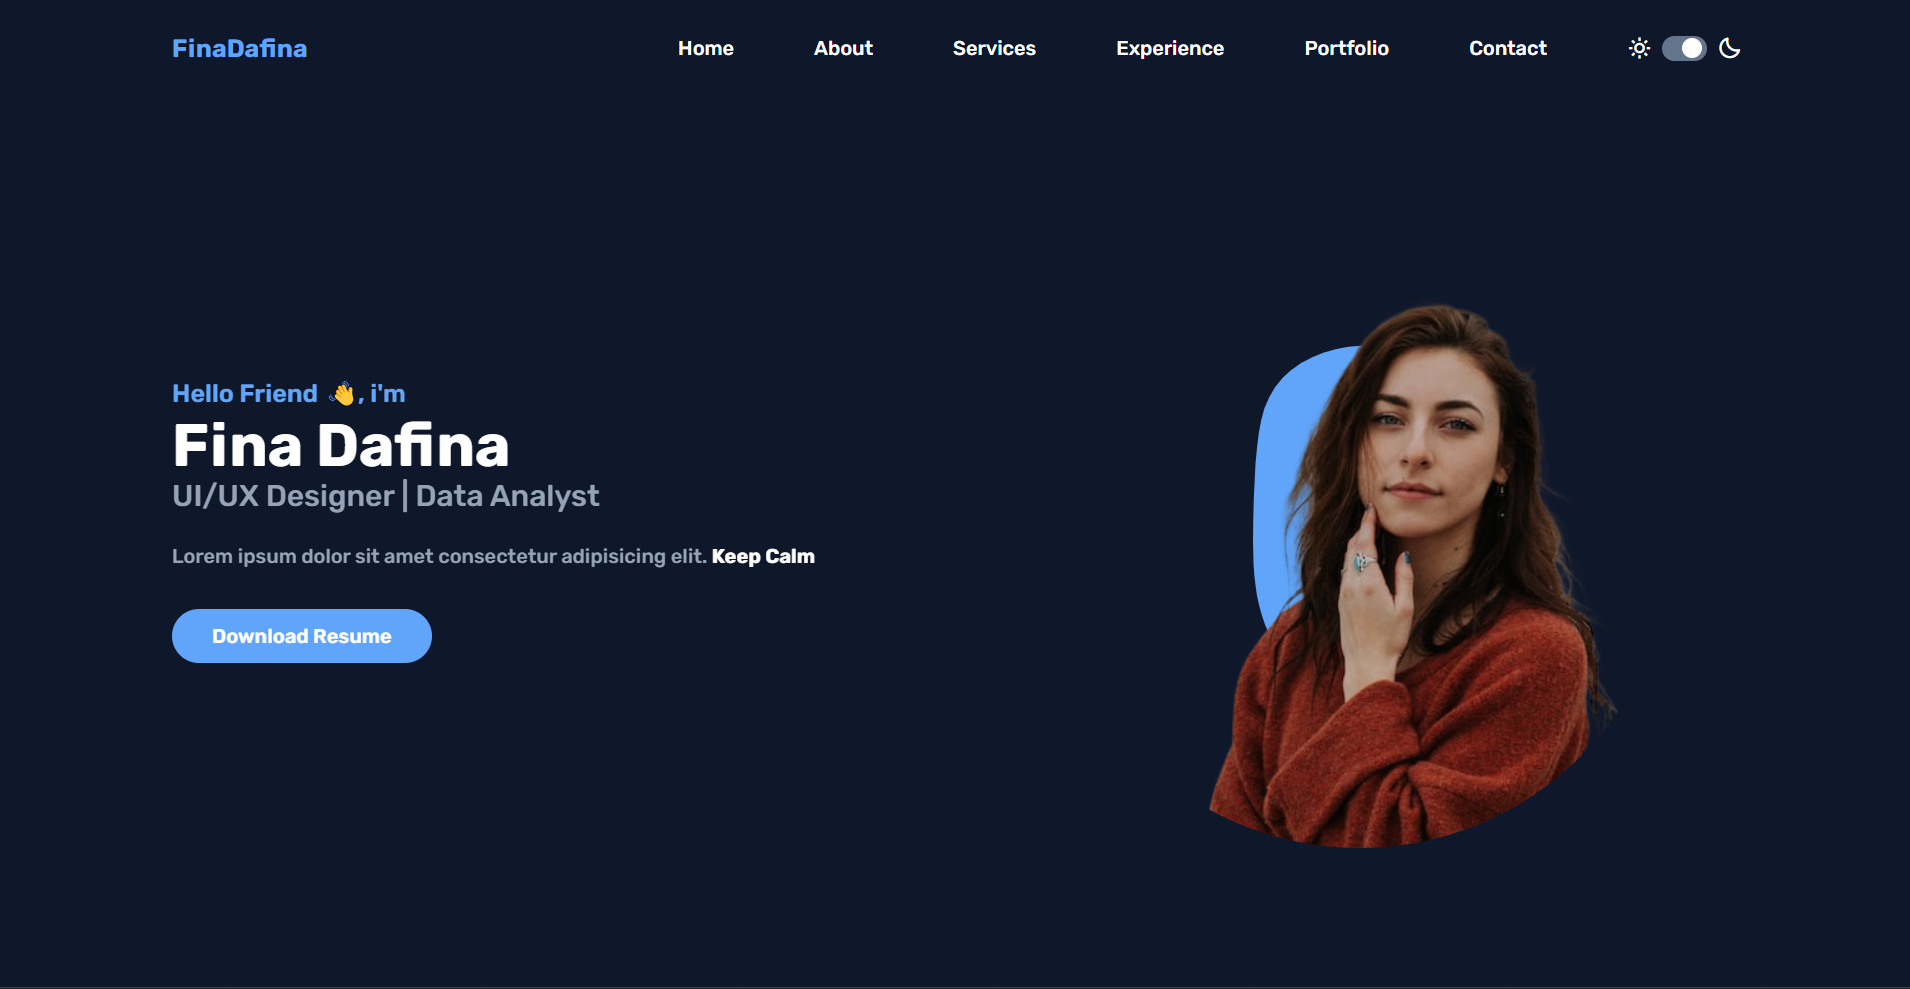 FinaDafina
Home
About
Services
Experience
Portfolio
Contact
Hello Friend 👋, i'm
Fina Dafina
UI/UX Designer | Data Analyst
Lorem ipsum dolor sit amet consectetur adipisicing elit. Keep Calm
Download Resume